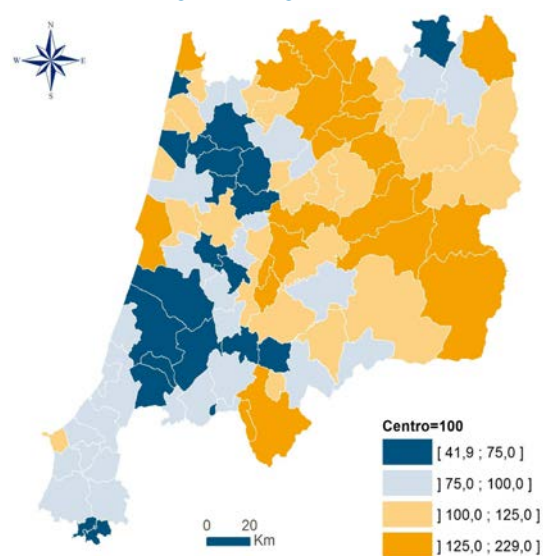 N
W E
S
Centro=100
[ 41,9 ; 75,0 ]
] 75,0 ; 100,0 ]
] 100,0 ; 125,0 ]
] 125,0 ; 229,0 ]
0 20
Km